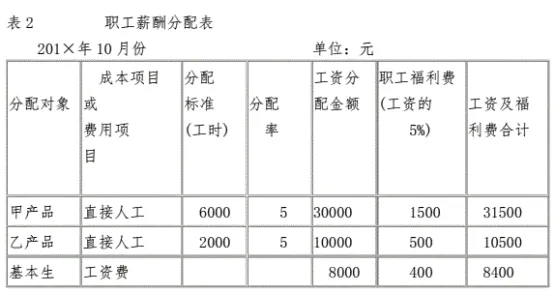 表2 职工薪酬分配表
201×年10月份 单位：元
分配对象 成本项目或费用项目 分配标准(工时) 分配率 工资分配金额 职工福利费(工资的5%) 工资及福利费合计
甲产品 直接人工 6000 5 30000 1500 31500
乙产品 直接人工 2000 5 10000 500 10500
基本生 工资费 8000 400 8400